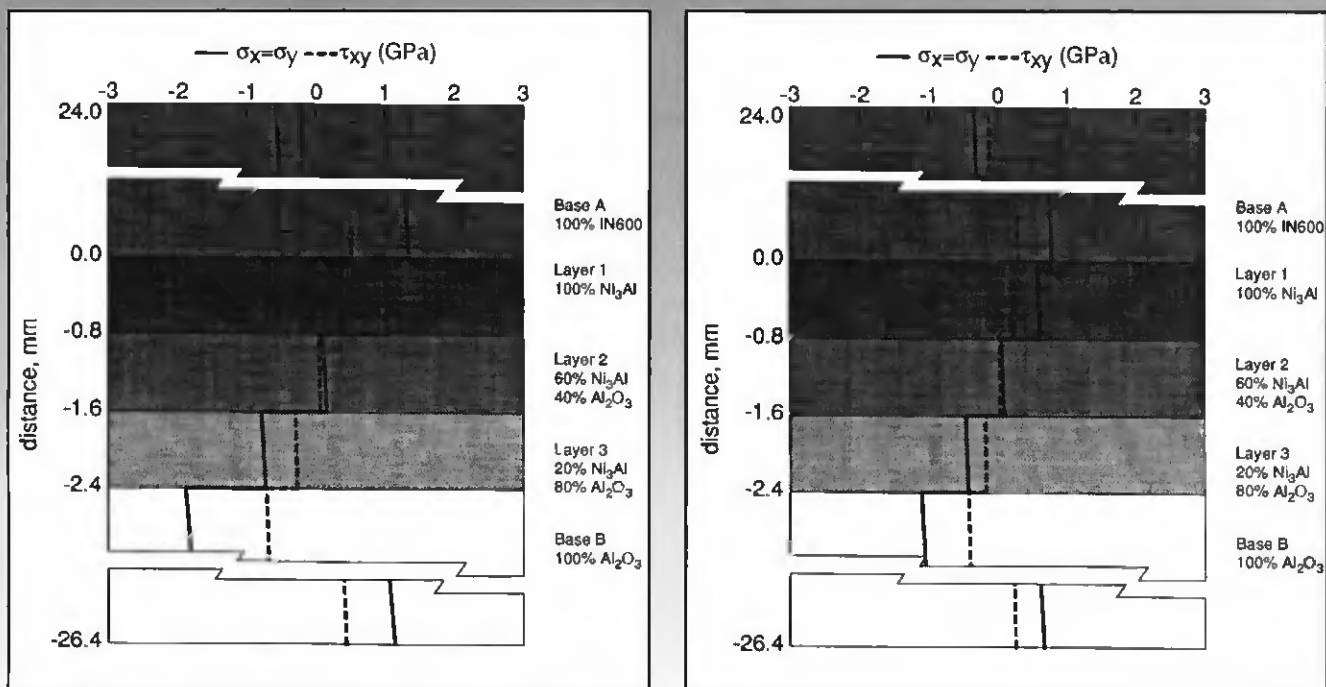 σx=σy τxy (GPa)
-3 -2 -1 0 1 2 3
24.0
0.0
-0.8
-1.6
-2.4
-26.4
distance, mm
Base A
100% IN600
Layer 1
100% Ni₃Al
Layer 2
60% Ni₃Al
40% Al₂O₃
Layer 3
20% Ni₃Al
80% Al₂O₃
Base B
100% Al₂O₃
σx=σy τxy (GPa)
-3 -2 -1 0 1 2 3
24.0
0.0
-0.8
-1.6
-2.4
-26.4
distance, mm
Base A
100% IN600
Layer 1
100% Ni₃Al
Layer 2
60% Ni₃Al
40% Al₂O₃
Layer 3
20% Ni₃Al
80% Al₂O₃
Base B
100% Al₂O₃